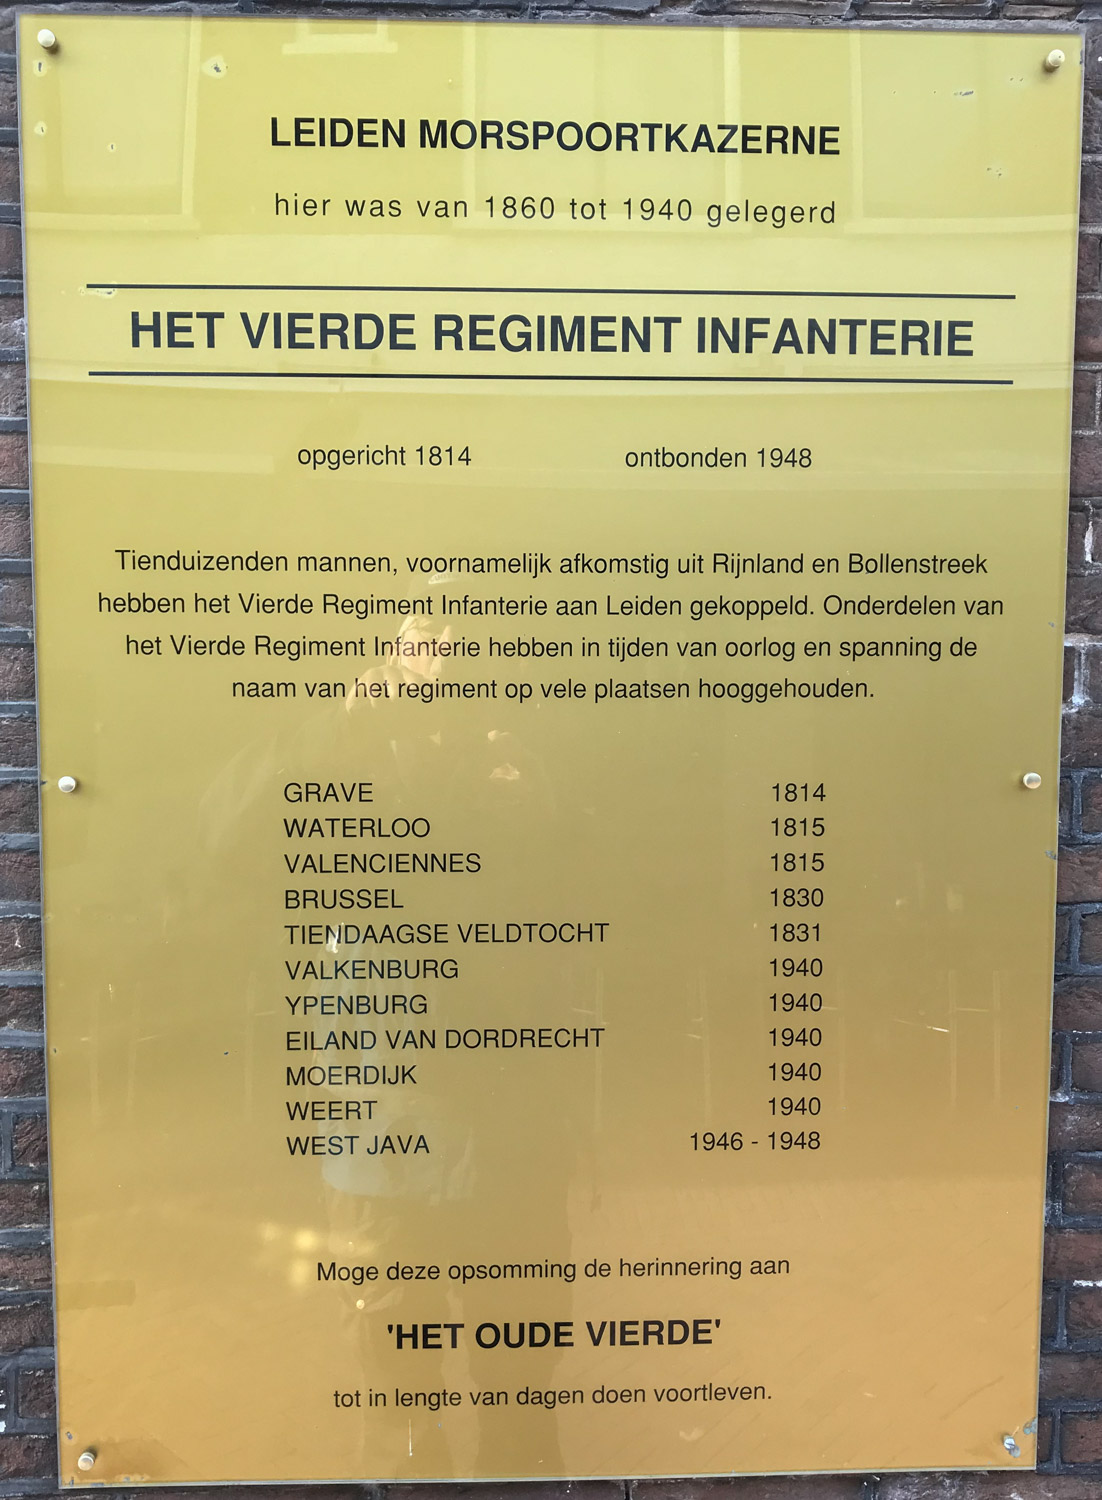 LEIDEN MORSPOORTKAZERNE
hier was van 1860 tot 1940 gelegerd
HET VIERDE REGIMENT INFANTERIE
opgericht 1814 ontbonden 1948
Tienduizenden mannen, voornamelijk afkomstig uit Rijnland en Bollenstreek
hebben het Vierde Regiment Infanterie aan Leiden gekoppeld. Onderdelen van
het Vierde Regiment Infanterie hebben in tijden van oorlog en spanning de
naam van het regiment op vele plaatsen hooggehouden.
GRAVE 1814
WATERLOO 1815
VALENCIENNES 1815
BRUSSEL 1830
TIENDAAGSE VELDTOCHT 1831
VALKENBURG 1940
YPENBURG 1940
EILAND VAN DORDRECHT 1940
MOERDIJK 1940
WEERT 1940
WEST JAVA 1946 - 1948
Moge deze opsomming de herinnering aan
'HET OUDE VIERDE'
tot in lengte van dagen doen voortleven.